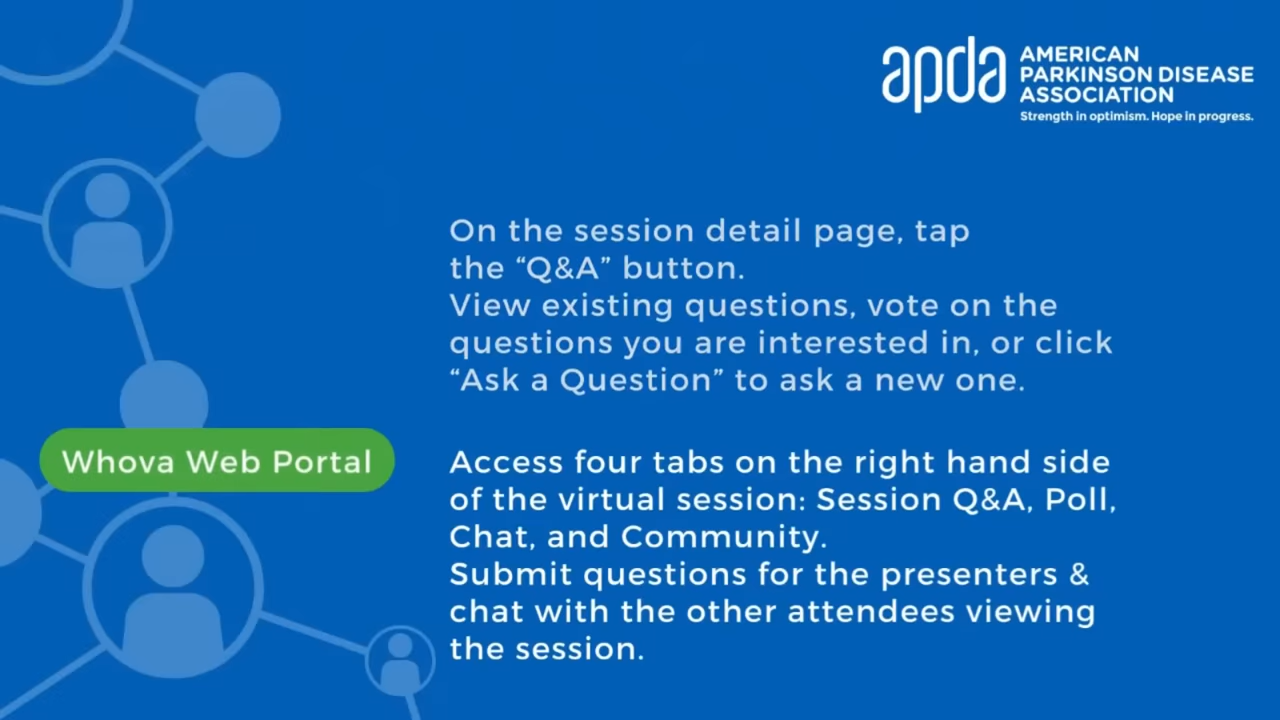 apda AMERICAN
PARKINSON DISEASE
ASSOCIATION
Strength in optimism. Hope in progress.
On the session detail page, tap
the “Q&A” button.
View existing questions, vote on the
questions you are interested in, or click
“Ask a Question” to ask a new one.
Whova Web Portal
Access four tabs on the right hand side
of the virtual session: Session Q&A, Poll,
Chat, and Community.
Submit questions for the presenters &
chat with the other attendees viewing
the session.